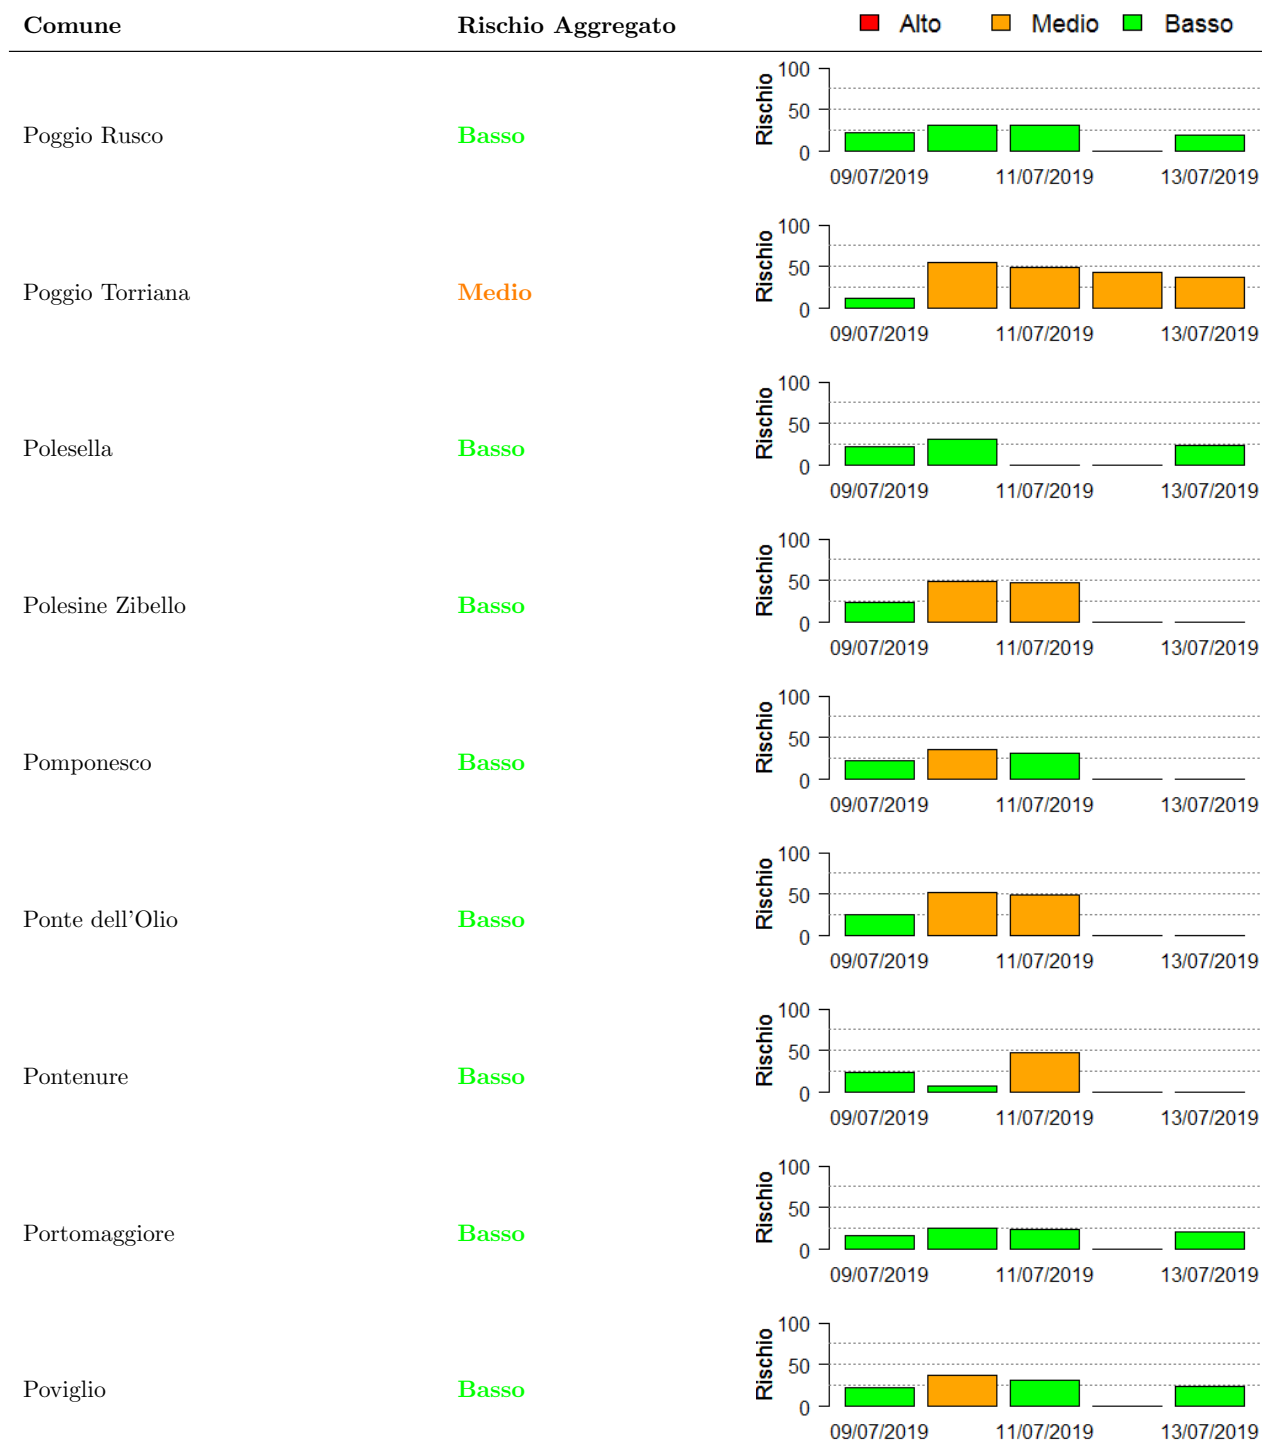 Comune Rischio Aggregato Alto Medio Basso
Poggio Rusco Basso Rischio 100 50 0
09/07/2019 11/07/2019 13/07/2019
Poggio Torriana Medio Rischio 100 50 0
09/07/2019 11/07/2019 13/07/2019
Polesella Basso Rischio 100 50 0
09/07/2019 11/07/2019 13/07/2019
Polesine Zibello Basso Rischio 100 50 0
09/07/2019 11/07/2019 13/07/2019
Pomponesco Basso Rischio 100 50 0
09/07/2019 11/07/2019 13/07/2019
Ponte dell'Olio Basso Rischio 100 50 0
09/07/2019 11/07/2019 13/07/2019
Pontenure Basso Rischio 100 50 0
09/07/2019 11/07/2019 13/07/2019
Portomaggiore Basso Rischio 100 50 0
09/07/2019 11/07/2019 13/07/2019
Poviglio Basso Rischio 100 50 0
09/07/2019 11/07/2019 13/07/2019